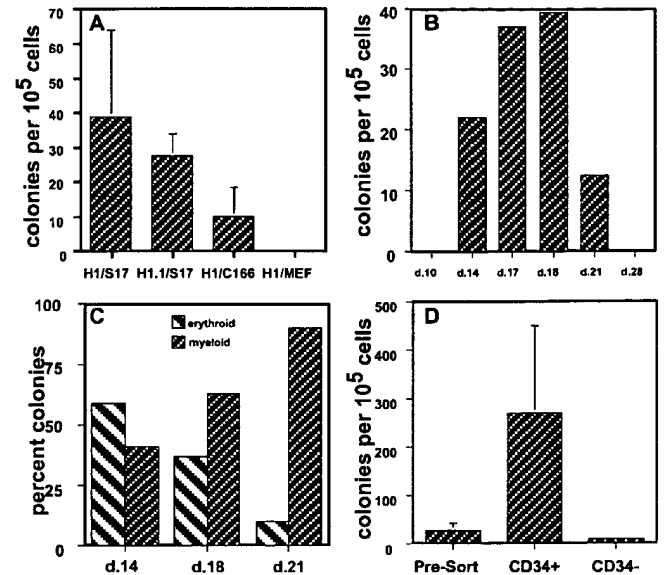 A
colonies per 10⁵ cells
70
60
50
40
30
20
10
0
H1/S17 H1.1/S17 H1/C166 H1/MEF
B
colonies per 10⁵ cells
40
30
20
10
0
d.10 d.14 d.17 d.18 d.21 d.28
C
percent colonies
100
75
50
25
0
erythroid
myeloid
d.14 d.18 d.21
D
colonies per 10⁵ cells
500
400
300
200
100
0
Pre-Sort CD34+ CD34-